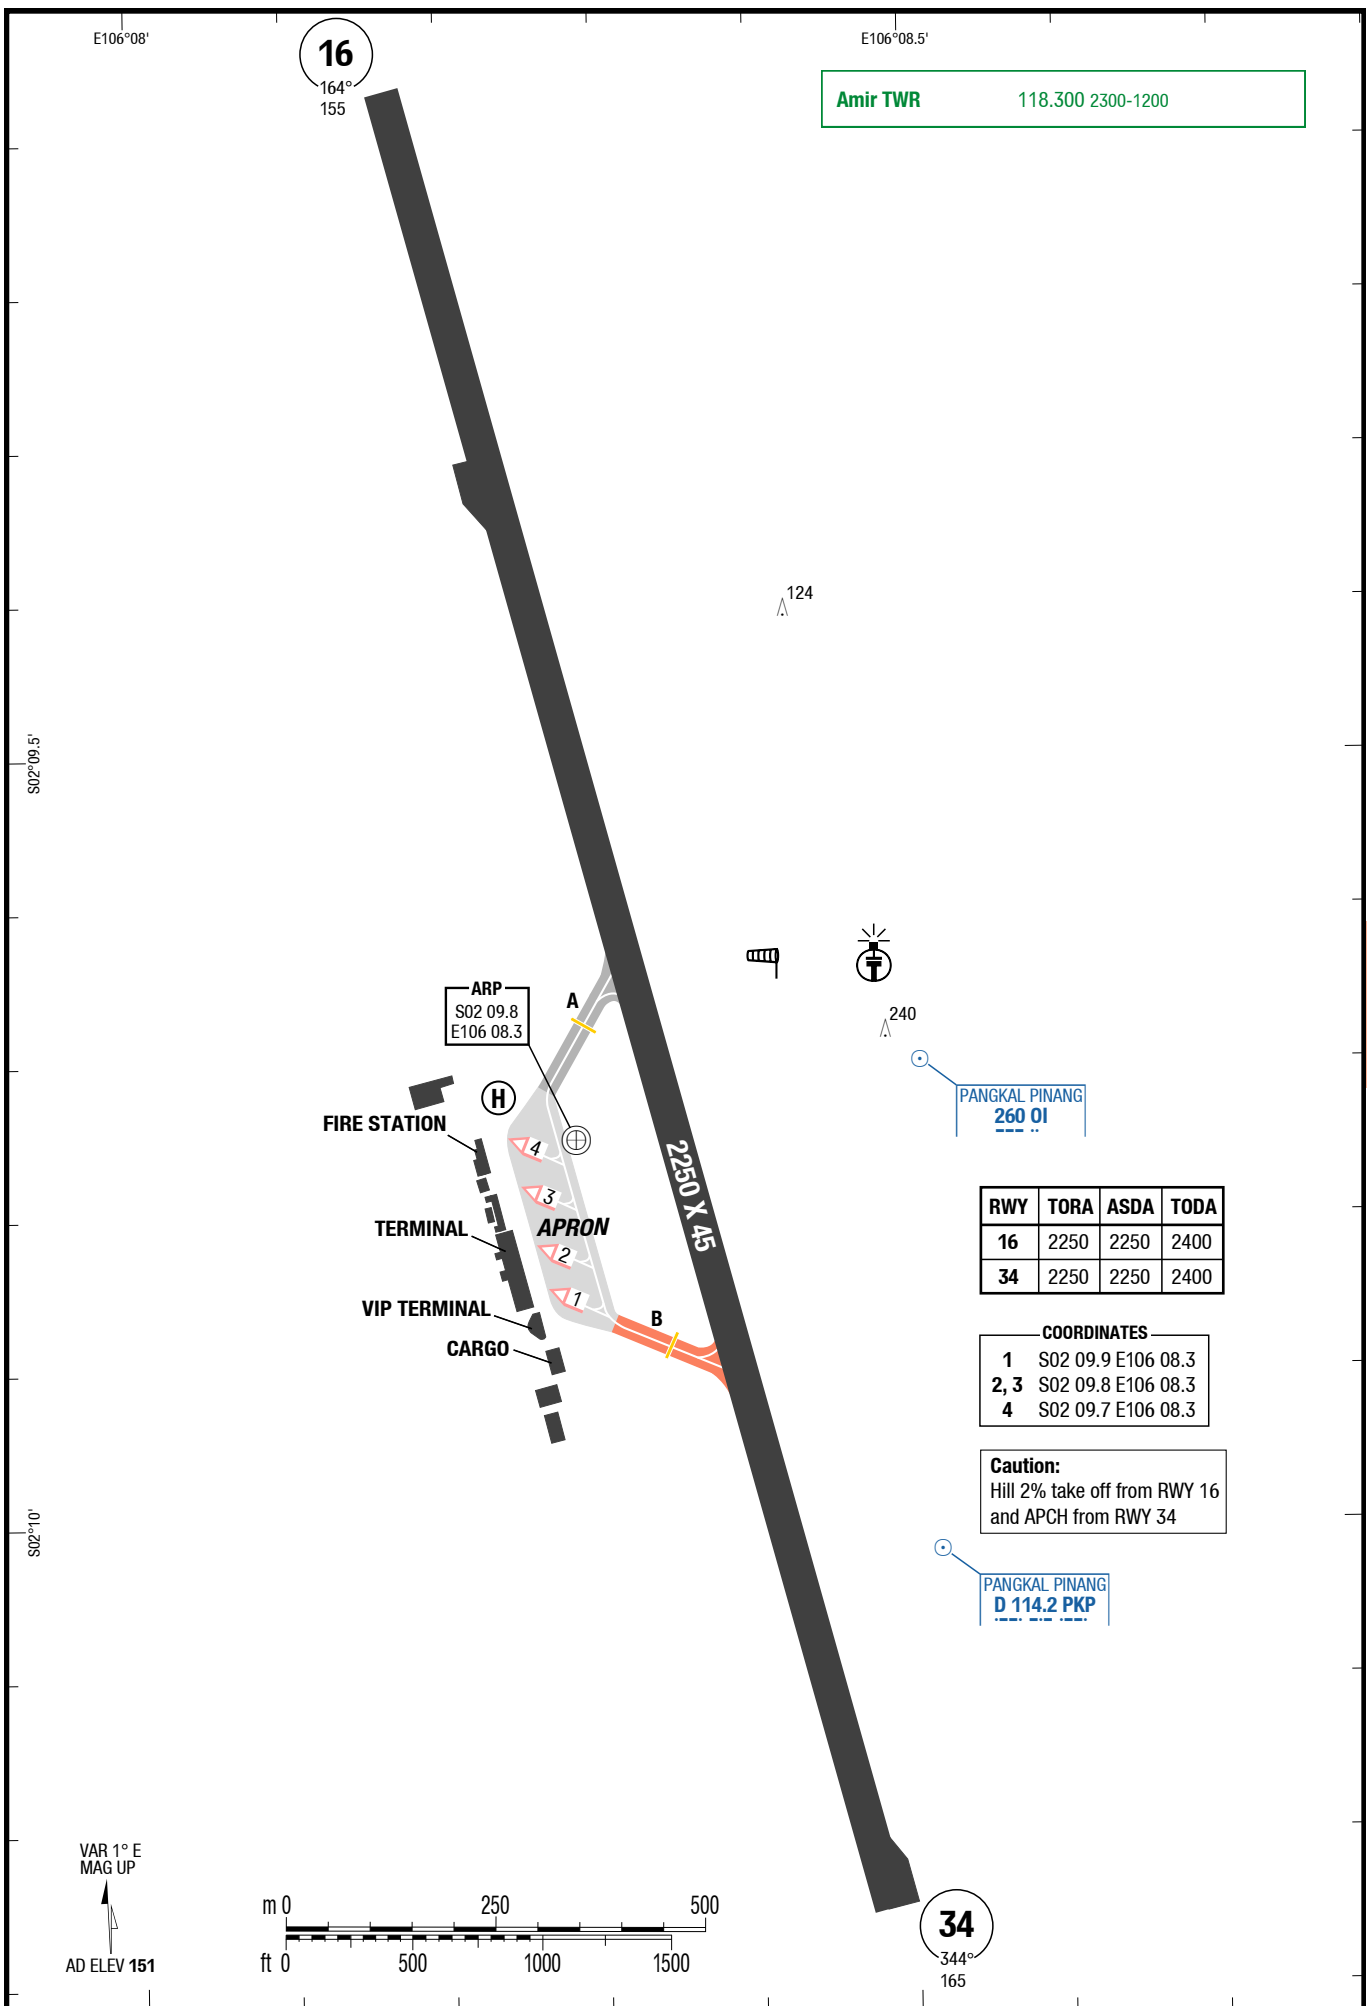 E106°08'
E106°08.5'
16
164°
155
Amir TWR 118.300 2300-1200
124
S02°09.5'
ARP
S02 09.8
E106 08.3
A
240
H
PANGKAL PINANG
260 OI
FIRE STATION
4
3
TERMINAL
APRON
2
1
2250 X 45
VIP TERMINAL
B
CARGO
RWY TORA ASDA TODA
16 2250 2250 2400
34 2250 2250 2400
COORDINATES
1 S02 09.9 E106 08.3
2, 3 S02 09.8 E106 08.3
4 S02 09.7 E106 08.3
Caution:
Hill 2% take off from RWY 16
and APCH from RWY 34
S02°10'
PANGKAL PINANG
D 114.2 PKP
VAR 1° E
MAG UP
AD ELEV 151
m 0 250 500
ft 0 500 1000 1500
34
344°
165